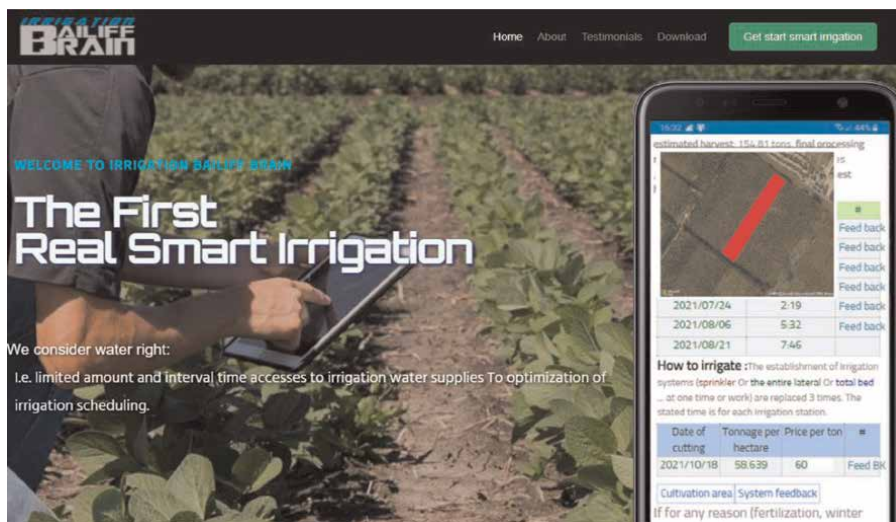 IRRIGATION
BAILIFF
BRAIN
Home About Testimonials Download Get start smart irrigation
WELCOME TO IRRIGATION BAILIFF BRAIN
The First
Real Smart Irrigation
We consider water right:
I.e. limited amount and interval time accesses to irrigation water supplies To optimization of
irrigation scheduling.
16:02 44%
estimated harvest: 154.81 tons, final processing
est
#
Feed back
Feed back
Feed back
Feed back
2021/07/24 2:19 Feed back
2021/08/06 5:32 Feed back
2021/08/21 7:46
How to irrigate :The establishment of irrigation
systems (sprinkler Or the entire lateral Or total bed
... at one time or work) are replaced 3 times. The
stated time is for each irrigation station.
Date of cutting Tonnage per hectare Price per ton #
2021/10/18 58.639 60 Feed BK
Cultivation area System feedback
If for any reason (fertilization, winter